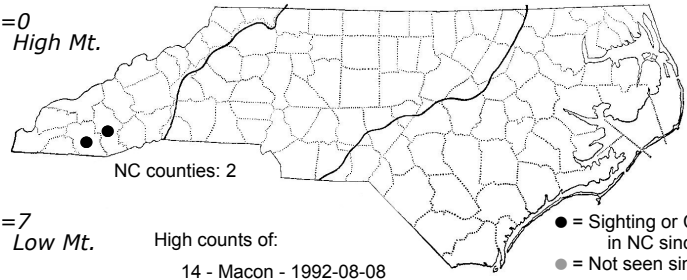 =0
High Mt.
NC counties: 2
=7
Low Mt.
High counts of:
14 - Macon - 1992-08-08
● = Sighting or
in NC sinc
● = Not seen sin